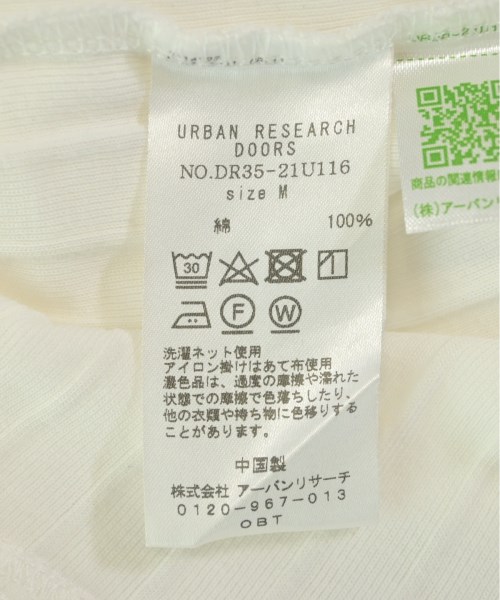 URBAN RESEARCH
DOORS
NO.DR35-21U116
size M
綿 100%
30
F W
洗濯ネット使用
アイロン掛けはあて布使用
濃色品は、過度の摩擦や濡れた
状態での摩擦で色落ちしたり、
他の衣類や持ち物に色移りする
ことがあります。
中国製
株式会社 アーバンリサーチ
0120-967-013
OBT
商品の関連情報
(株)アーバン